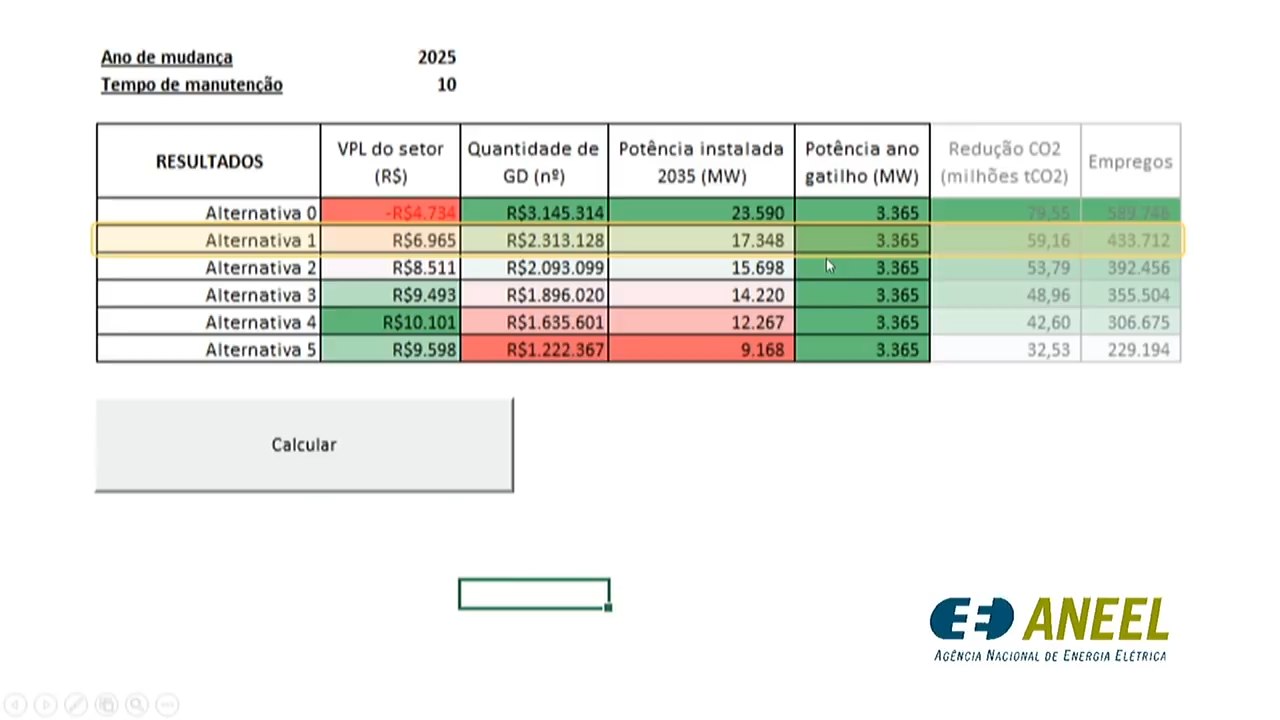 Ano de mudança 2025
Tempo de manutenção 10
RESULTADOS VPL do setor (R$) Quantidade de GD (nº) Potência instalada 2035 (MW) Potência ano gatilho (MW) Redução CO2 (milhões tCO2) Empregos
Alternativa 0 -R$4.734 R$3.145.314 23.590 3.365 79,55 589.746
Alternativa 1 R$6.965 R$2.313.128 17.348 3.365 59,16 433.712
Alternativa 2 R$8.511 R$2.093.099 15.698 3.365 53,79 392.456
Alternativa 3 R$9.493 R$1.896.020 14.220 3.365 48,96 355.504
Alternativa 4 R$10.101 R$1.635.601 12.267 3.365 42,60 306.675
Alternativa 5 R$9.598 R$1.222.367 9.168 3.365 32,53 229.194
Calcular
ANEEL
AGÊNCIA NACIONAL DE ENERGIA ELÉTRICA